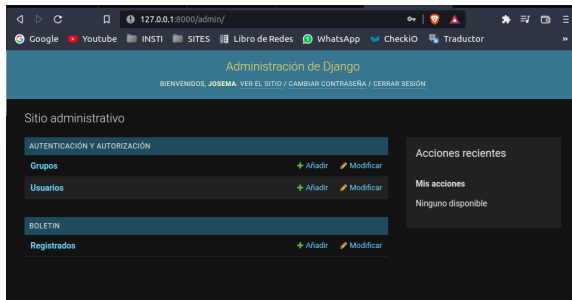 127.0.0.1:8000/admin/
Google Youtube INSTI SITES Libro de Redes WhatsApp CheckiO Traductor »
Administración de Django
BIENVENIDOS, JOSEMA. VER EL SITIO / CAMBIAR CONTRASEÑA / CERRAR SESIÓN
Sitio administrativo
AUTENTICACIÓN Y AUTORIZACIÓN
Grupos + Añadir Modificar
Usuarios + Añadir Modificar
BOLETIN
Registrados + Añadir Modificar
Acciones recientes
Mis acciones
Ninguno disponible